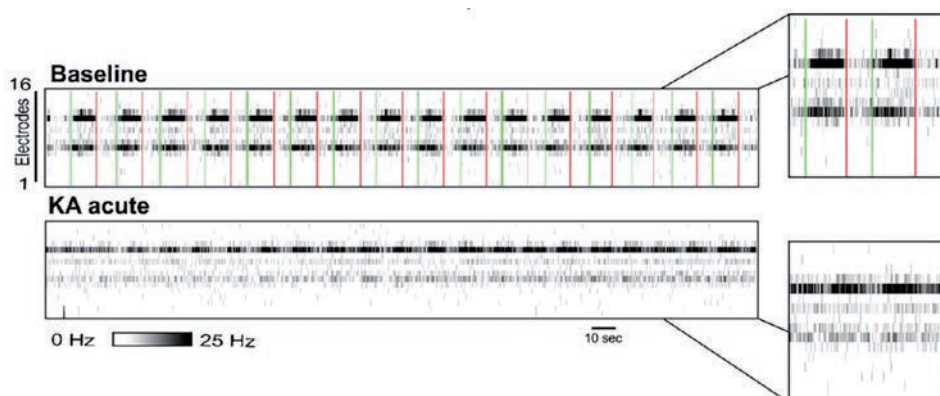 Baseline
16
Electrodes
1
KA acute
0 Hz
25 Hz
10 sec